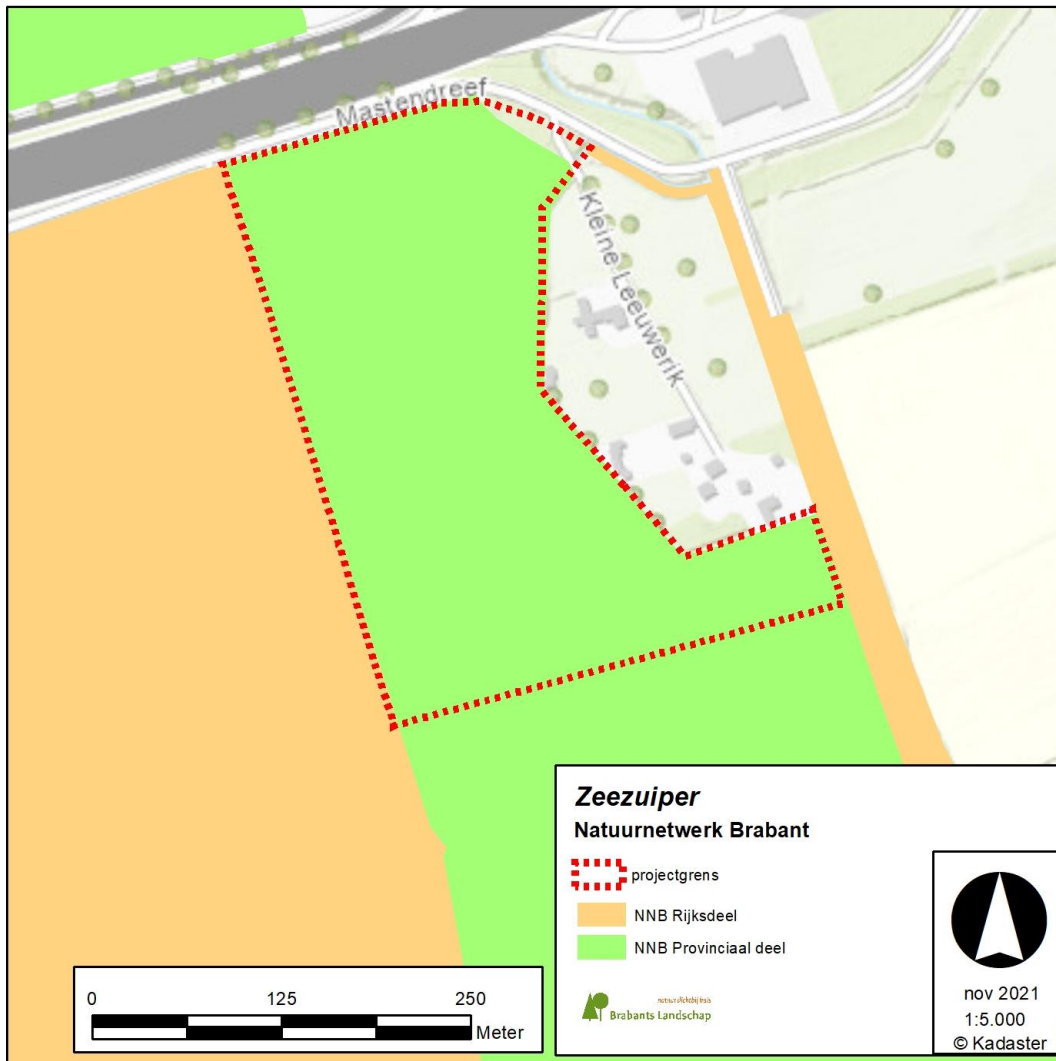 Mastendreef
Kleine Leeuwerik
Zeezuiper
Natuurnetwerk Brabant
projectgrens
NNB Rijksdeel
NNB Provinciaal deel
Brabants Landschap
0 125 250
Meter
nov 2021
1:5.000
© Kadaster